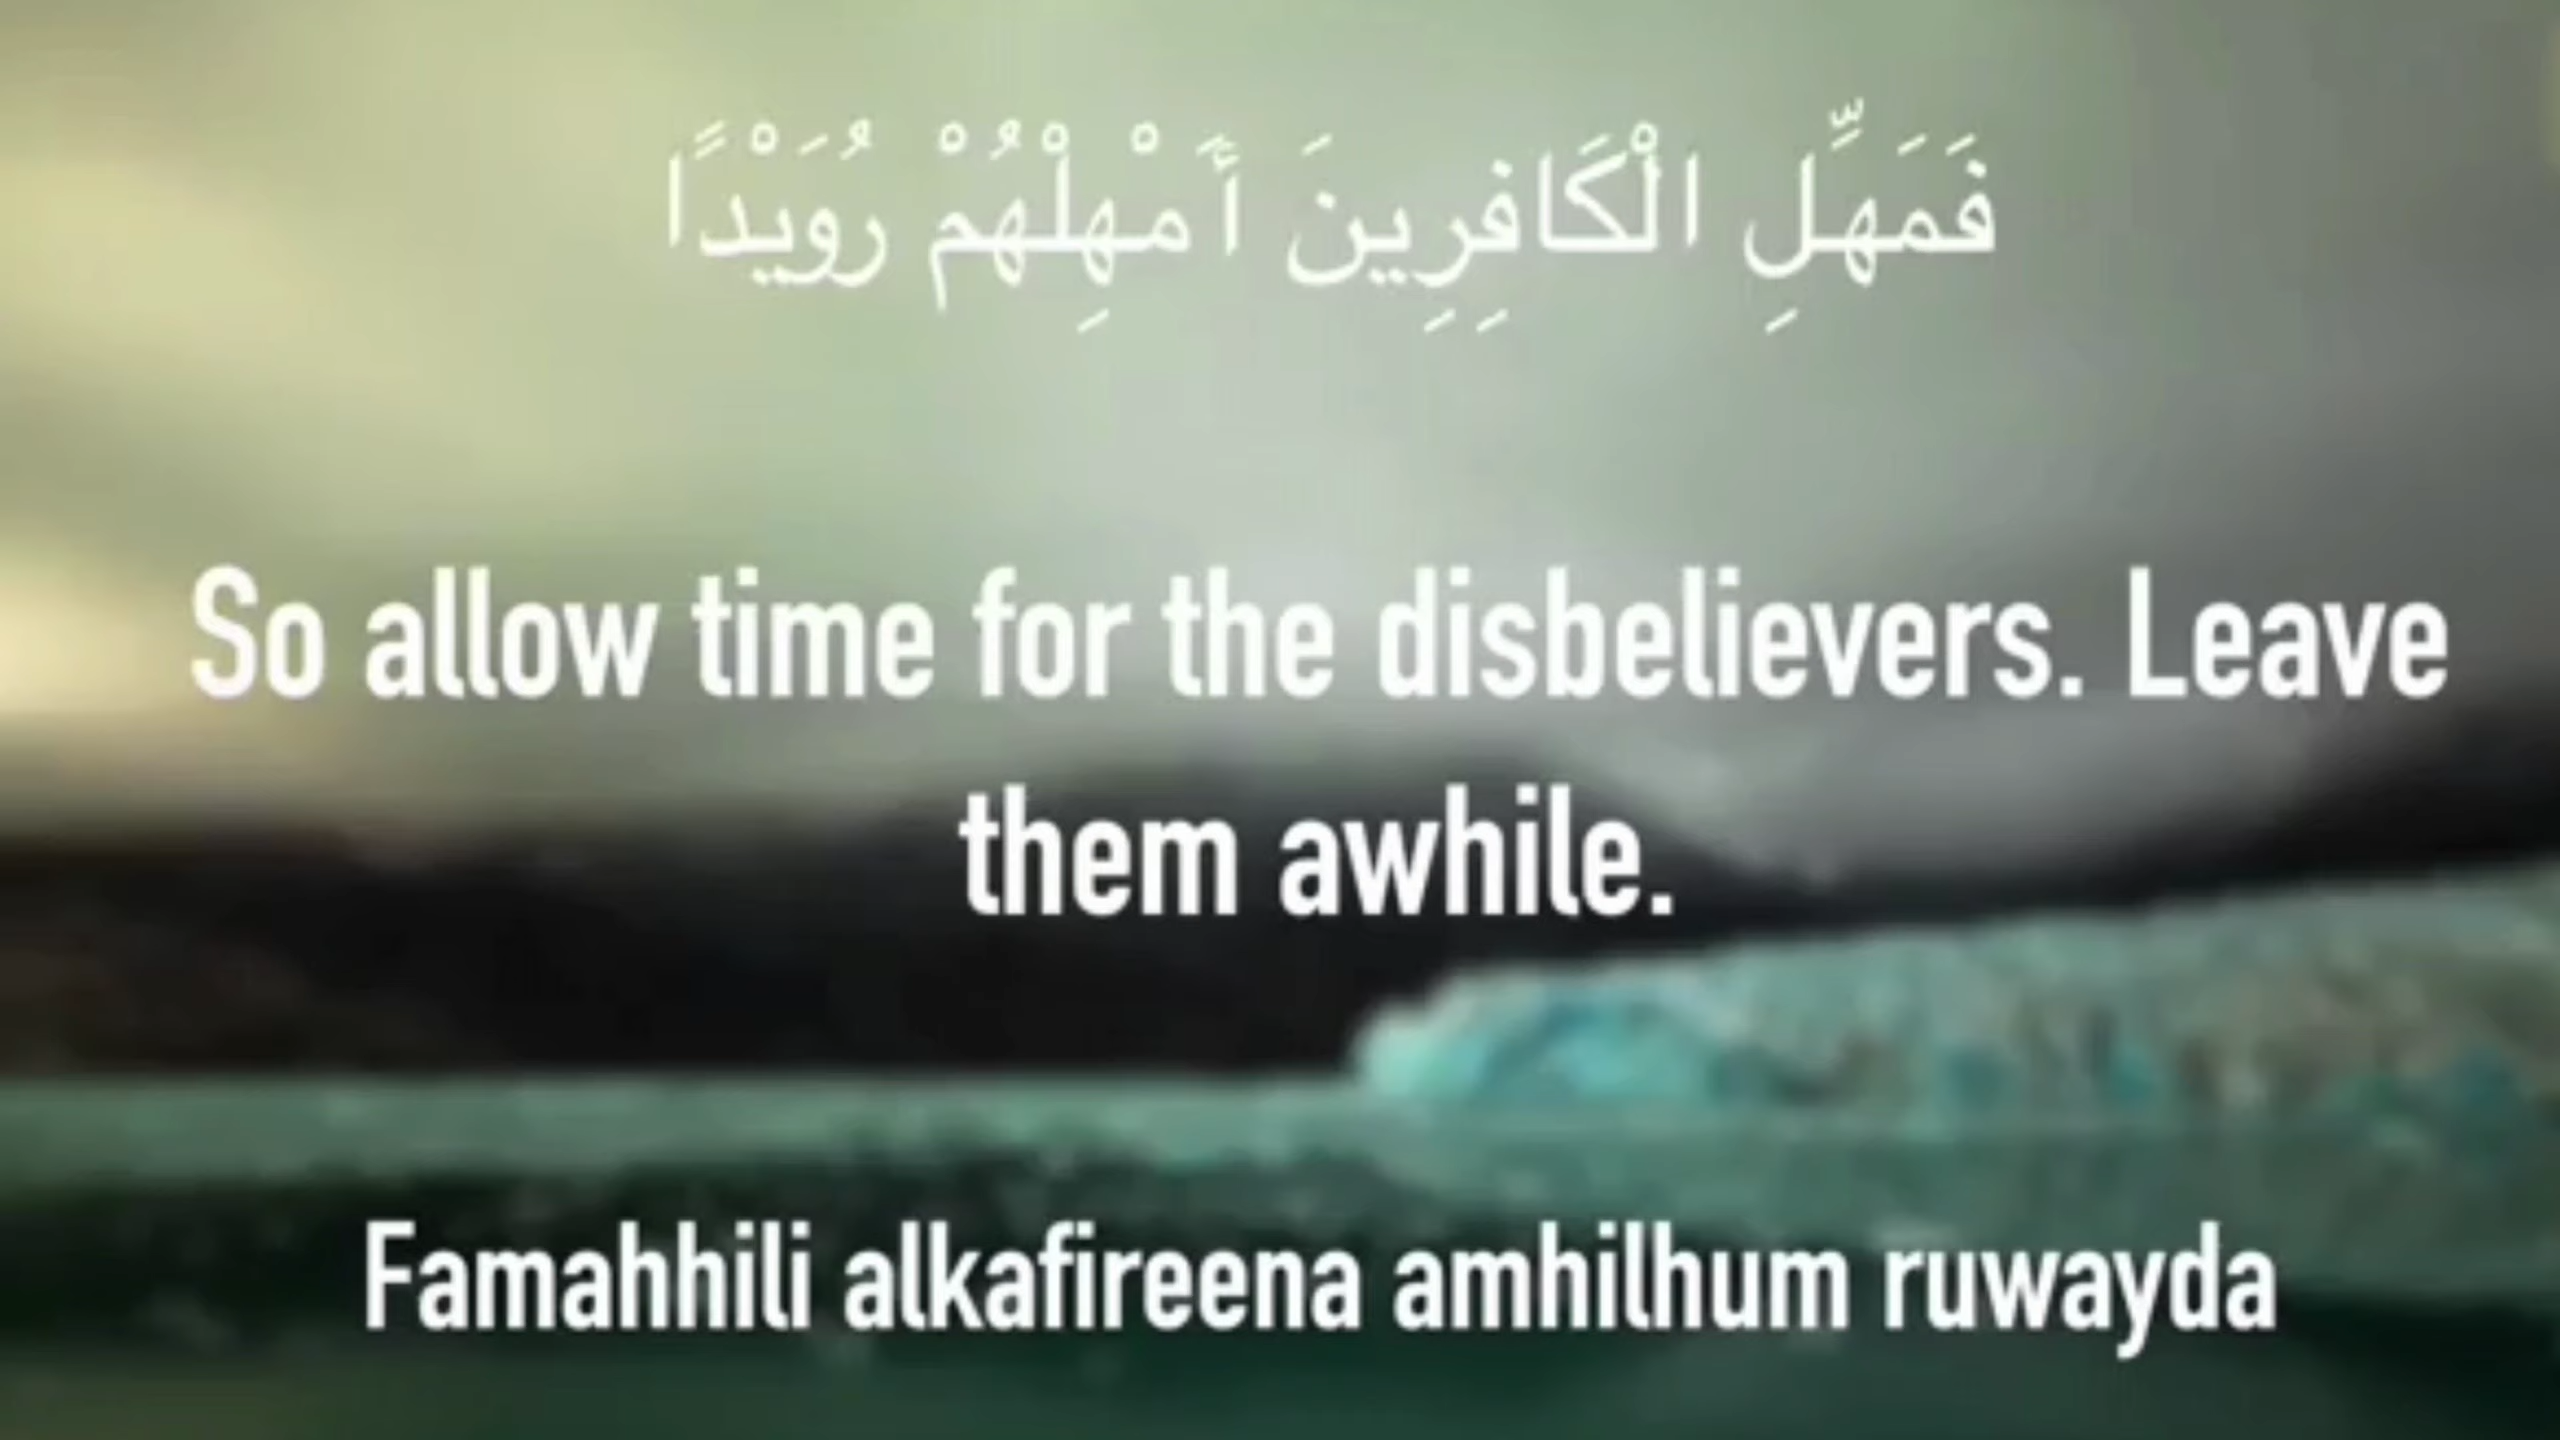 فَمَهِّلِ الْكَافِرِينَ أَمْهِلْهُمْ رُوَيْدًا
So allow time for the disbelievers. Leave
them awhile.
Famahhili alkafireena amhilhum ruwayda